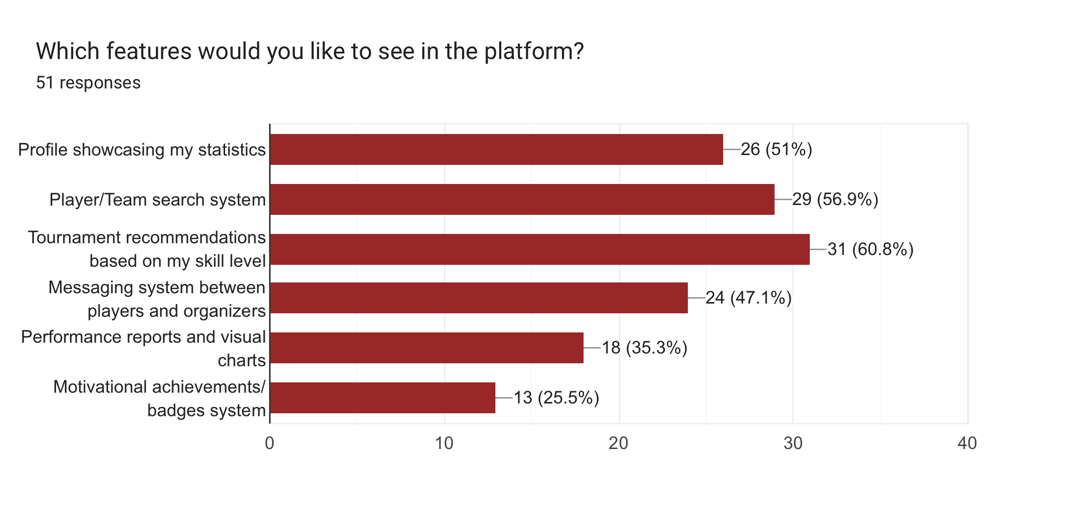 Which features would you like to see in the platform?
51 responses
Profile showcasing my statistics
26 (51%)
Player/Team search system
29 (56.9%)
Tournament recommendations
based on my skill level
31 (60.8%)
Messaging system between
players and organizers
24 (47.1%)
Performance reports and visual
charts
18 (35.3%)
Motivational achievements/
badges system
13 (25.5%)
0
10
20
30
40